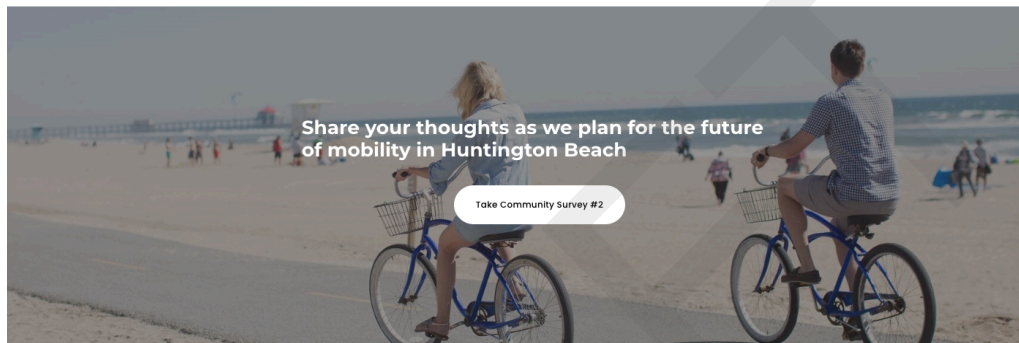 Share your thoughts as we plan for the future
of mobility in Huntington Beach
Take Community Survey #2